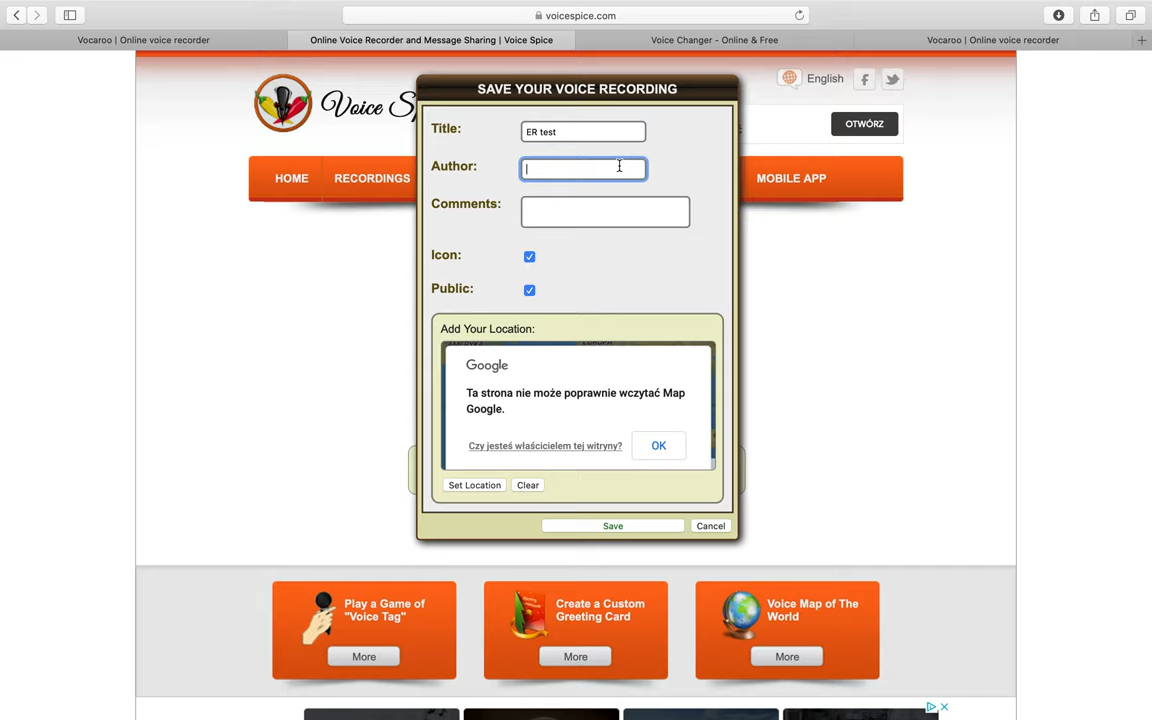 voicespice.com
Vocaroo | Online voice recorder
Online Voice Recorder and Message Sharing | Voice Spice
Voice Changer - Online & Free
Vocaroo | Online voice recorder
English
OTWÓRZ
HOME
RECORDINGS
MOBILE APP
SAVE YOUR VOICE RECORDING
Title:
ER test
Author:
Comments:
Icon:
Public:
Add Your Location:
Google
Ta strona nie może poprawnie wczytać Map
Google.
Czy jesteś właścicielem tej witryny?
OK
Set Location
Clear
Save
Cancel
Play a Game of
"Voice Tag"
More
Create a Custom
Greeting Card
More
Voice Map of The
World
More